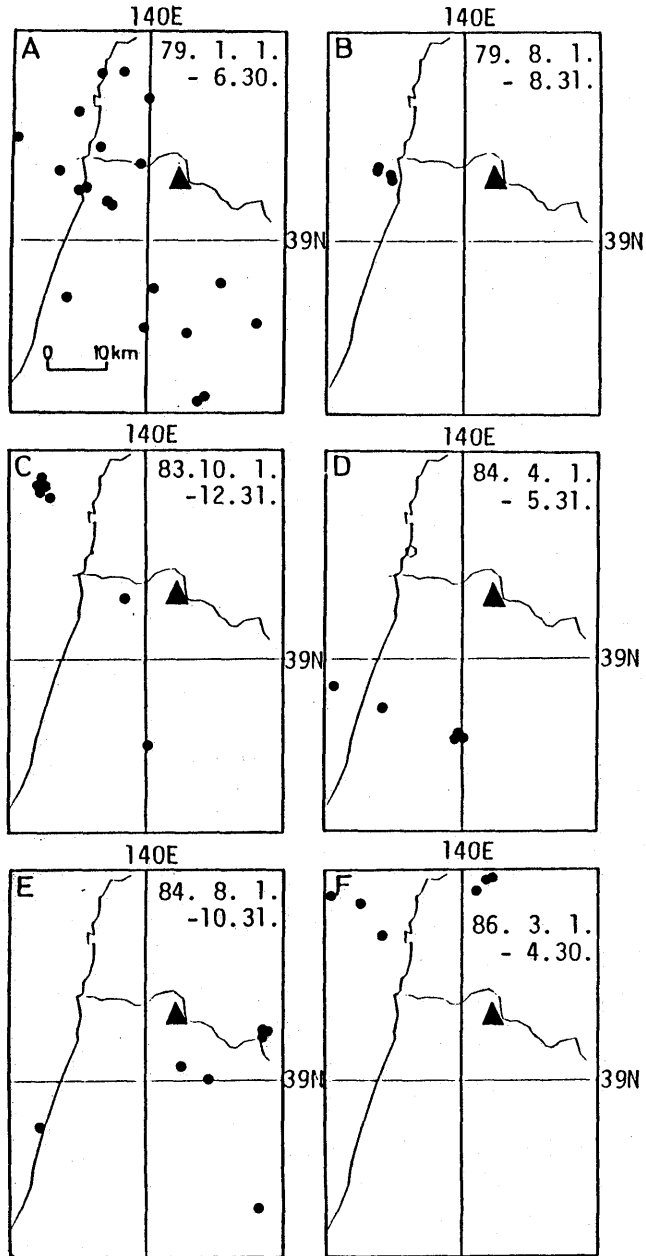 140E
A
79. 1. 1.
- 6.30.
39N
0 10km
140E
B
79. 8. 1.
- 8.31.
39N
140E
C
83.10. 1.
-12.31.
39N
140E
D
84. 4. 1.
- 5.31.
39N
140E
E
84. 8. 1.
-10.31.
39N
140E
F
86. 3. 1.
- 4.30.
39N